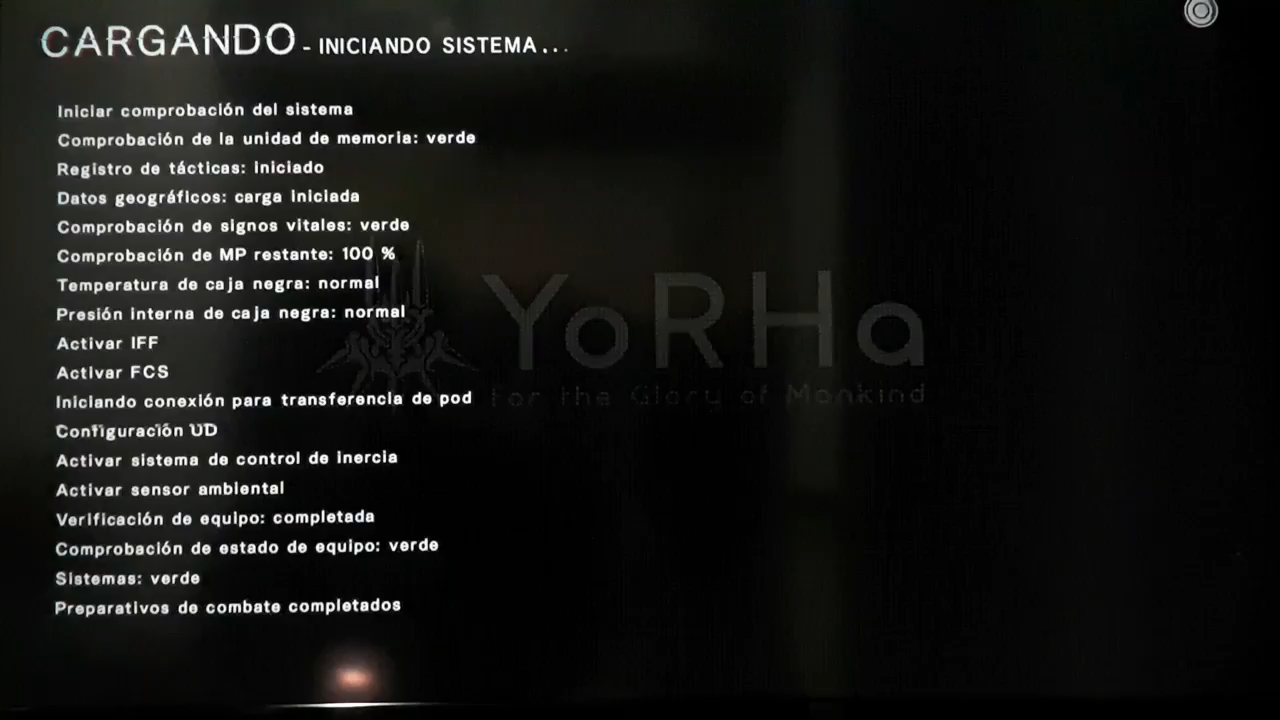 CARGANDO - INICIANDO SISTEMA...
Iniciar comprobación del sistema
Comprobación de la unidad de memoria: verde
Registro de tácticas: iniciado
Datos geográficos: carga iniciada
Comprobación de signos vitales: verde
Comprobación de MP restante: 100 %
Temperatura de caja negra: normal
Presión interna de caja negra: normal
Activar IFF
Activar FCS
Iniciando conexión para transferencia de pod
Configuración UD
Activar sistema de control de inercia
Activar sensor ambiental
Verificación de equipo: completada
Comprobación de estado de equipo: verde
Sistemas: verde
Preparativos de combate completados
YoRHa
For the Glory of Mankind